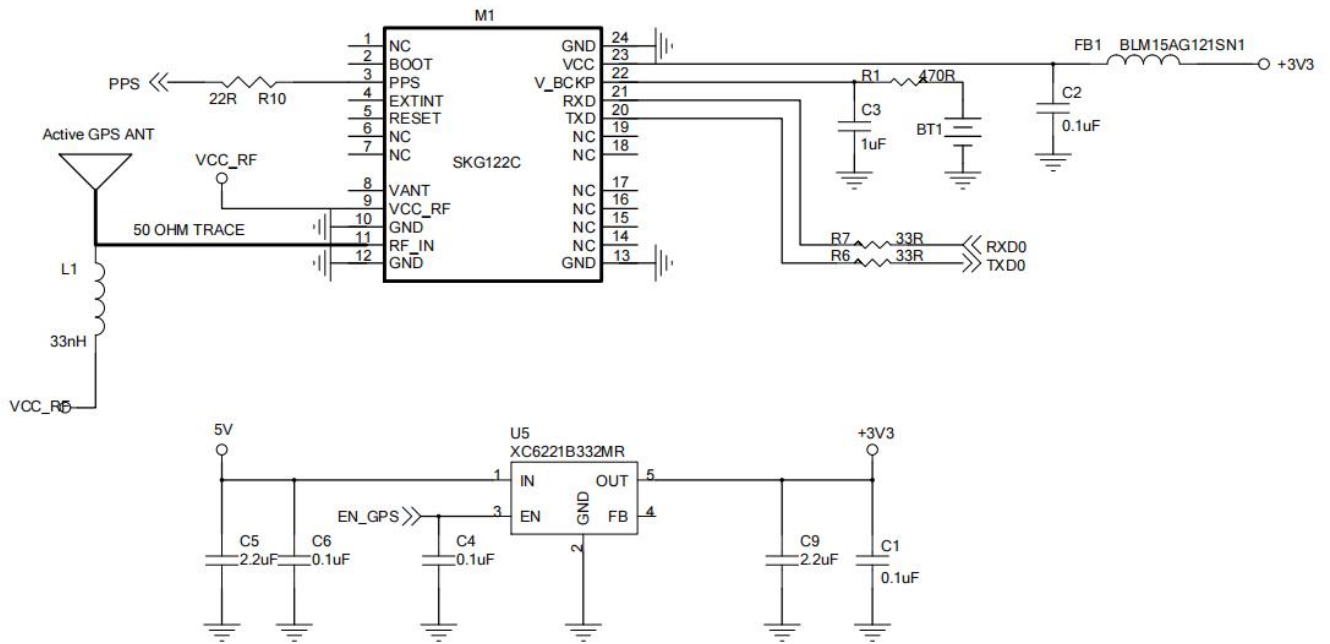 M1
1 NC
2 BOOT
3 PPS
4 EXTINT
5 RESET
6 NC
7 NC
8 VANT
9 VCC_RF
10 GND
11 RF_IN
12 GND
SKG122C
GND 24
VCC 23
V_BCKP 22
RXD 21
TXD 20
NC 19
NC 18
NC 17
NC 16
NC 15
NC 14
GND 13
PPS
22R R10
Active GPS ANT
VCC_RF
50 OHM TRACE
L1
33nH
VCC_RF
FB1 BLM15AG121SN1
+3V3
R1 470R
C3
1uF
BT1
C2
0.1uF
R7 33R RXD0
R6 33R TXD0
5V
U5
XC6221B332MR
+3V3
1 IN OUT 5
EN_GPS 3 EN GND FB 4
2
C5
2.2uF
C6
0.1uF
C4
0.1uF
C9
2.2uF
C1
0.1uF